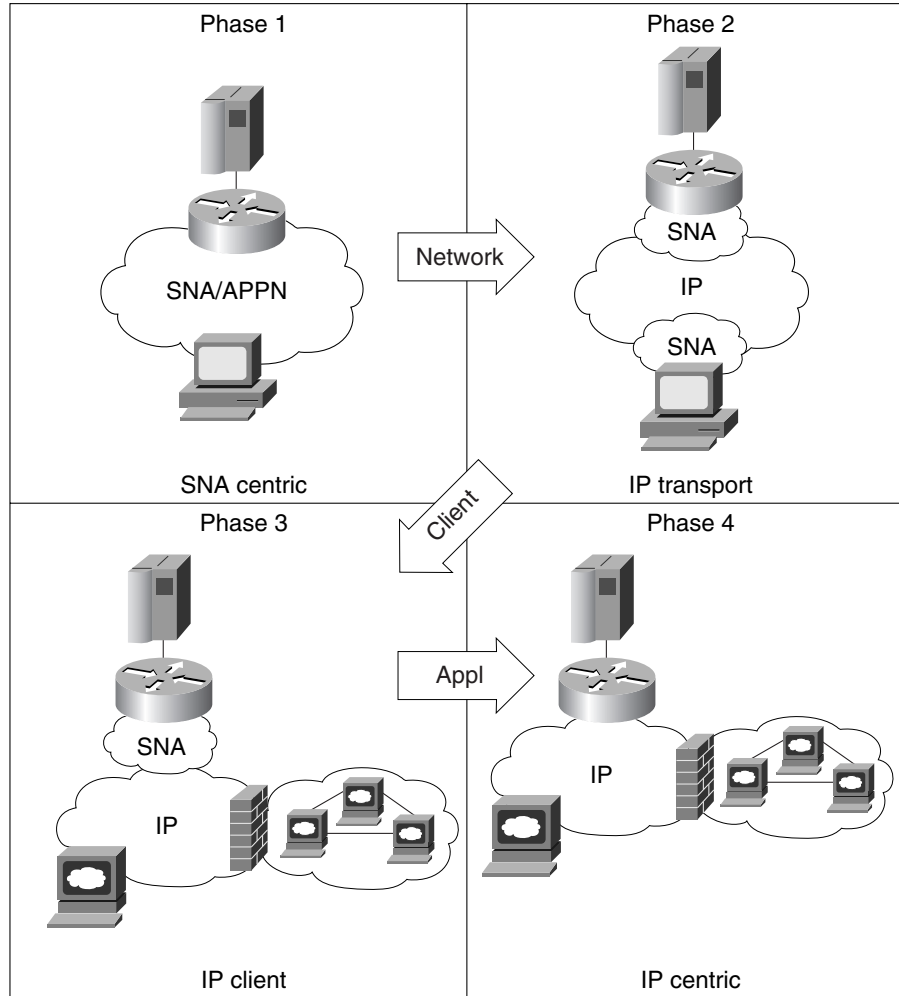 Phase 1
SNA/APPN
SNA centric
Network
Phase 2
SNA
IP
SNA
IP transport
Client
Phase 3
SNA
IP
IP client
Appl
Phase 4
IP
IP centric